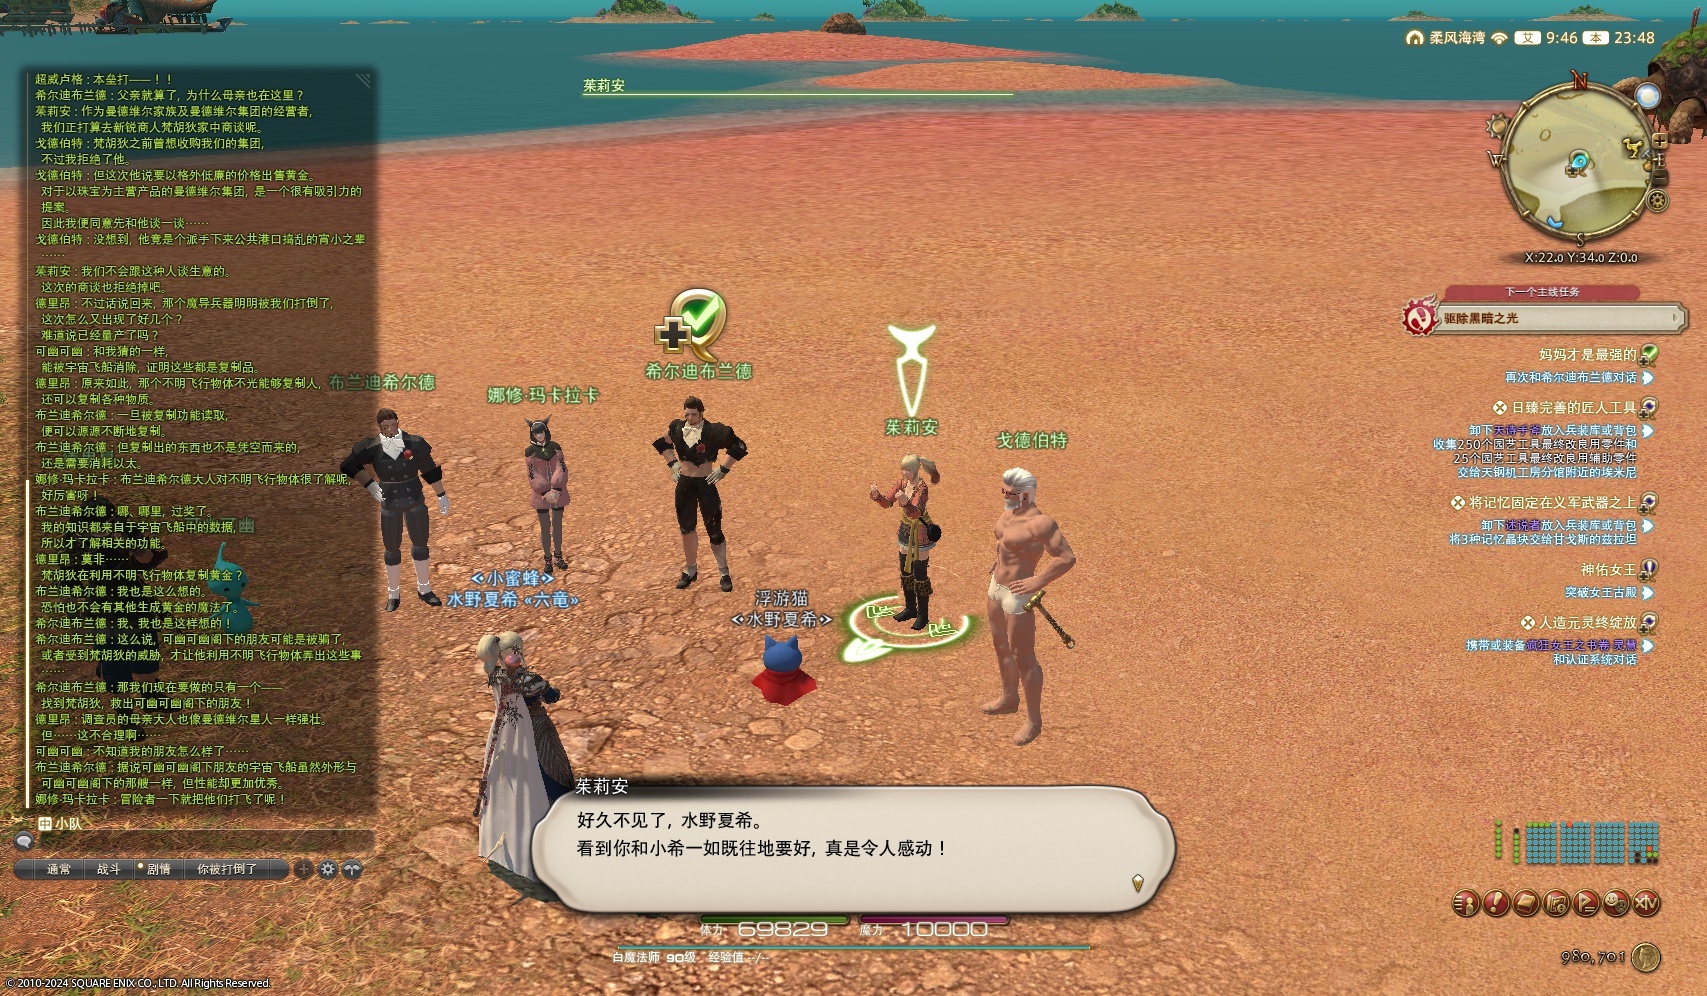 茱莉安
柔风海湾 艾 9:46 本 23:48
N
W
E
S
X:22.0 Y:34.0 Z:0.0
超威卢格：本垒打——！！
希尔迪布兰德：父亲就算了，为什么母亲也在这里？
茱莉安：作为曼德维尔家族及曼德维尔集团的经营者，
我们正打算去新锐商人梵胡狄家中商谈呢。
戈德伯特：梵胡狄之前曾想收购我们的集团，
不过我拒绝了他。
戈德伯特：但这次他说要以格外低廉的价格出售黄金。
对于以珠宝为主营产品的曼德维尔集团，是一个很有吸引力的
提案。
因此我便同意先和他谈一谈……
戈德伯特：没想到，他竟是个派手下来公共港口捣乱的宵小之辈
……
茱莉安：我们不会跟这种人谈生意的。
这次的商谈也拒绝掉吧。
德里昂：不过话说回来，那个魔导兵器明明被我们打倒了，
这次怎么又出现了好几个？
难道说已经量产了吗？
可幽可幽：和我猜的一样，
能被宇宙飞船消除，证明这些都是复制品。
德里昂：原来如此，那个不明飞行物体不光能够复制人，
还可以复制各种物质。
布兰迪希尔德：一旦被复制功能读取，
便可以源源不断地复制。
布兰迪希尔德：但复制出的东西也不是凭空而来的，
还是需要消耗以太。
娜修·玛卡拉卡：布兰迪希尔德大人对不明飞行物体很了解呢，
好厉害呀！
布兰迪希尔德：哪、哪里，过奖了。
我的知识都来自于宇宙飞船中的数据，
所以才了解相关的功能。
德里昂：莫非……
梵胡狄在利用不明飞行物体复制黄金？
布兰迪希尔德：我也是这么想的。
恐怕也不会有其他生成黄金的魔法了。
希尔迪布兰德：我、我也是这样想的！
希尔迪布兰德：这么说，可幽可幽阁下的朋友可能是被骗了，
或者受到梵胡狄的威胁，才让他利用不明飞行物体弄出这些事
……
希尔迪布兰德：那我们现在要做的只有一个——
找到梵胡狄，救出可幽可幽阁下的朋友！
德里昂：调查员的母亲大人也像曼德维尔星人一样强壮。
但……这不合理啊……
可幽可幽：不知道我的朋友怎么样了……
布兰迪希尔德：据说可幽可幽阁下朋友的宇宙飞船虽然外形与
可幽可幽阁下的那艘一样，但性能却更加优秀。
娜修·玛卡拉卡：冒险者一下就把他们打飞了呢！
中 小队
通常 战斗 剧情 你被打倒了
布兰迪希尔德
娜修·玛卡拉卡
希尔迪布兰德
茱莉安
戈德伯特
《小蜜蜂》
水野夏希 «六竜»
浮游猫
《水野夏希》
下一个主线任务
驱除黑暗之光
妈妈才是最强的
再次和希尔迪布兰德对话
日臻完善的匠人工具
卸下天诗手斧放入兵装库或背包
收集250个园艺工具最终改良用零件和
25个园艺工具最终改良用辅助零件
交给天钢机工房分馆附近的埃米尼
将记忆固定在义军武器之上
卸下述说者放入兵装库或背包
将3种记忆晶块交给甘戈斯的兹拉坦
神佑女王
突破女王古殿
人造元灵终绽放
携带或装备疯狂女王之书卷·灵慧
和认证系统对话
茱莉安
好久不见了，水野夏希。
看到你和小希一如既往地要好，真是令人感动！
体力 69829 魔力 10000
白魔法师 90级 经验值 --/--
XIV
980,701
© 2010-2024 SQUARE ENIX CO., LTD. All Rights Reserved.